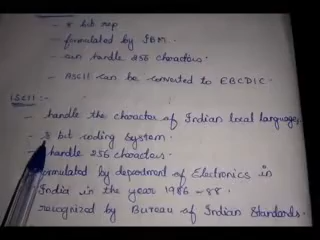 - 8 bit rep
- formulated by IBM.
- can handle 256 characters.
- ASCII can be converted to EBCDIC.
ISCII :-
- handle the character of Indian local languages
- 8 bit coding system.
handle 256 characters.
formulated by department of Electronics in
India in the year 1986-88.
recognized by Bureau of Indian Standards.